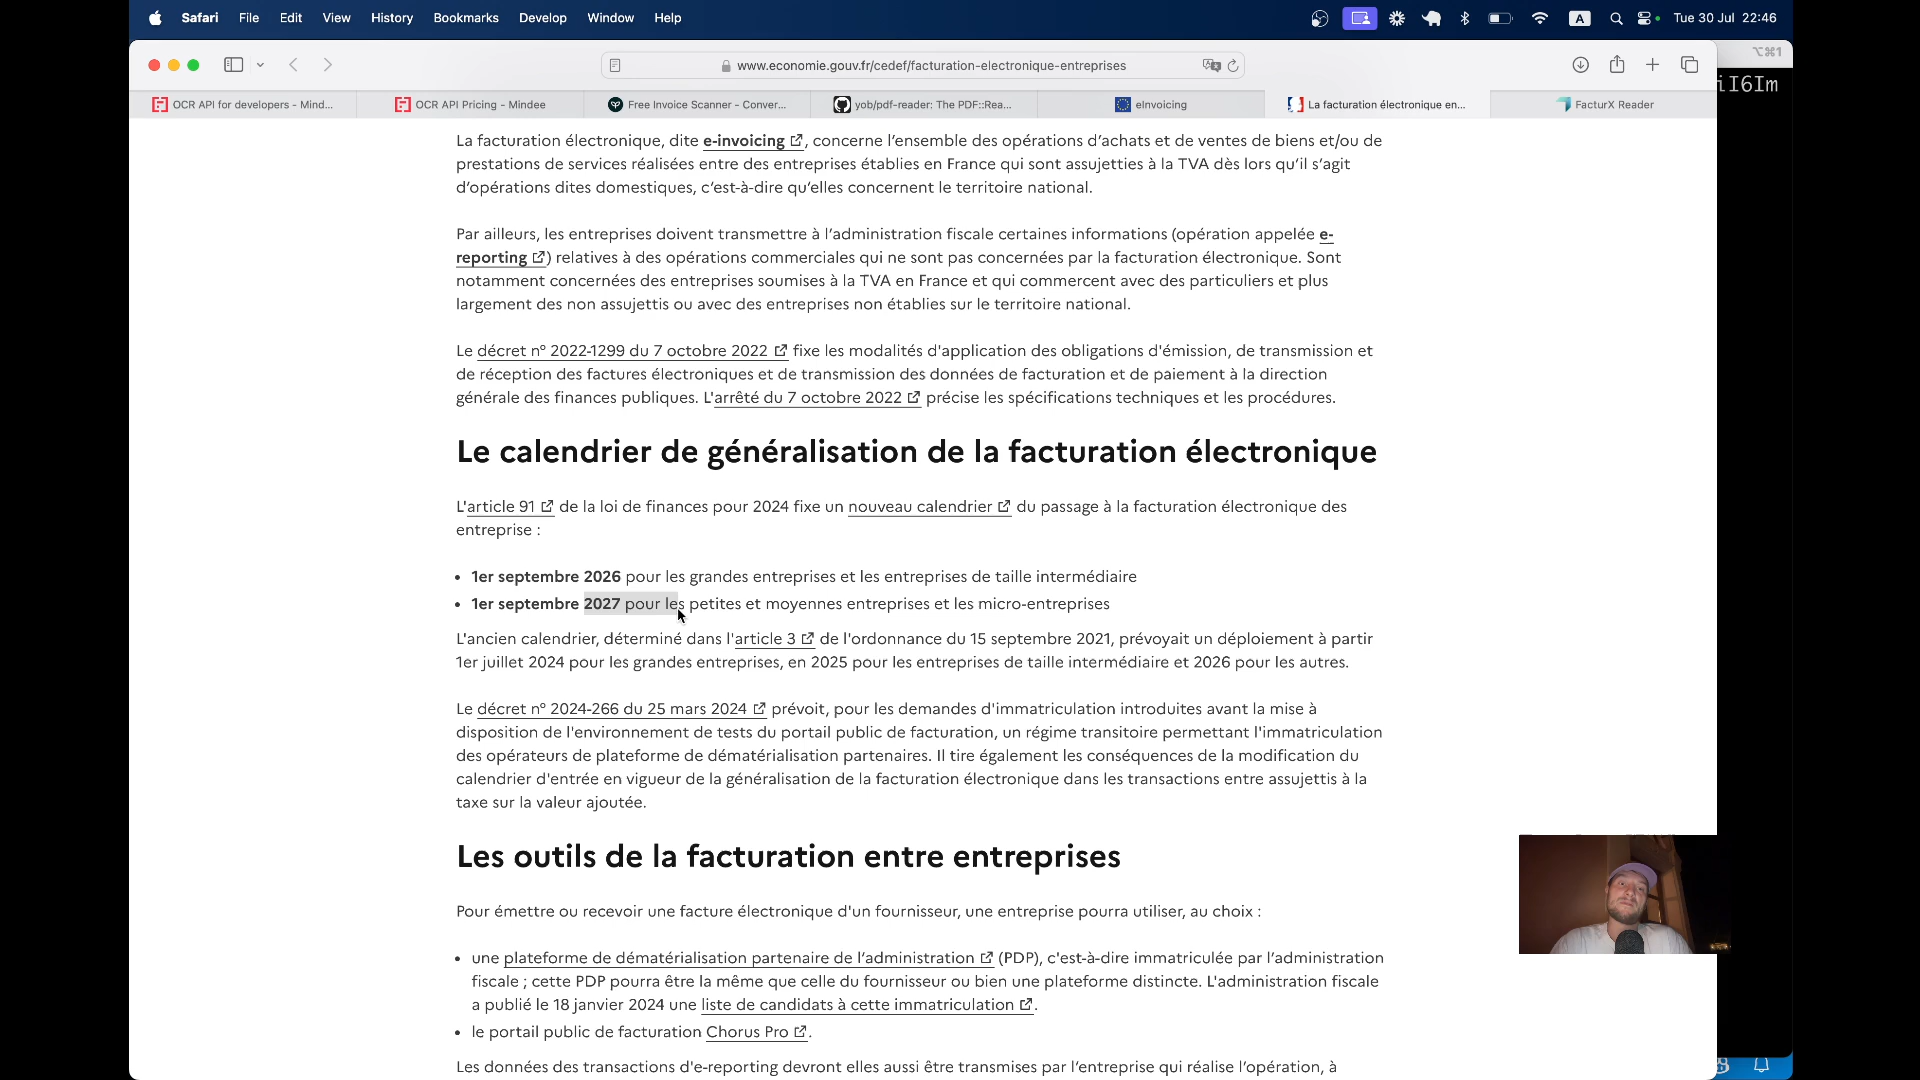 Safari File Edit View History Bookmarks Develop Window Help
A
Tue 30 Jul 22:46
www.economie.gouv.fr/cedef/facturation-electronique-entreprises
⌥⌘1
iI6Im
OCR API for developers - Mind...
OCR API Pricing - Mindee
Free Invoice Scanner - Conver...
yob/pdf-reader: The PDF::Rea...
eInvoicing
La facturation électronique en...
FacturX Reader
La facturation électronique, dite e-invoicing, concerne l’ensemble des opérations d’achats et de ventes de biens et/ou de
prestations de services réalisées entre des entreprises établies en France qui sont assujetties à la TVA dès lors qu’il s’agit
d’opérations dites domestiques, c’est-à-dire qu’elles concernent le territoire national.
Par ailleurs, les entreprises doivent transmettre à l’administration fiscale certaines informations (opération appelée e-
reporting) relatives à des opérations commerciales qui ne sont pas concernées par la facturation électronique. Sont
notamment concernées des entreprises soumises à la TVA en France et qui commercent avec des particuliers et plus
largement des non assujettis ou avec des entreprises non établies sur le territoire national.
Le décret n° 2022-1299 du 7 octobre 2022 fixe les modalités d'application des obligations d'émission, de transmission et
de réception des factures électroniques et de transmission des données de facturation et de paiement à la direction
générale des finances publiques. L'arrêté du 7 octobre 2022 précise les spécifications techniques et les procédures.
Le calendrier de généralisation de la facturation électronique
L'article 91 de la loi de finances pour 2024 fixe un nouveau calendrier du passage à la facturation électronique des
entreprise :
• 1er septembre 2026 pour les grandes entreprises et les entreprises de taille intermédiaire
• 1er septembre 2027 pour les petites et moyennes entreprises et les micro-entreprises
L'ancien calendrier, déterminé dans l'article 3 de l'ordonnance du 15 septembre 2021, prévoyait un déploiement à partir
1er juillet 2024 pour les grandes entreprises, en 2025 pour les entreprises de taille intermédiaire et 2026 pour les autres.
Le décret n° 2024-266 du 25 mars 2024 prévoit, pour les demandes d'immatriculation introduites avant la mise à
disposition de l'environnement de tests du portail public de facturation, un régime transitoire permettant l'immatriculation
des opérateurs de plateforme de dématérialisation partenaires. Il tire également les conséquences de la modification du
calendrier d'entrée en vigueur de la généralisation de la facturation électronique dans les transactions entre assujettis à la
taxe sur la valeur ajoutée.
Les outils de la facturation entre entreprises
Pour émettre ou recevoir une facture électronique d'un fournisseur, une entreprise pourra utiliser, au choix :
• une plateforme de dématérialisation partenaire de l’administration (PDP), c'est-à-dire immatriculée par l’administration
fiscale ; cette PDP pourra être la même que celle du fournisseur ou bien une plateforme distincte. L'administration fiscale
a publié le 18 janvier 2024 une liste de candidats à cette immatriculation.
• le portail public de facturation Chorus Pro.
Les données des transactions d'e-reporting devront elles aussi être transmises par l’entreprise qui réalise l’opération, à